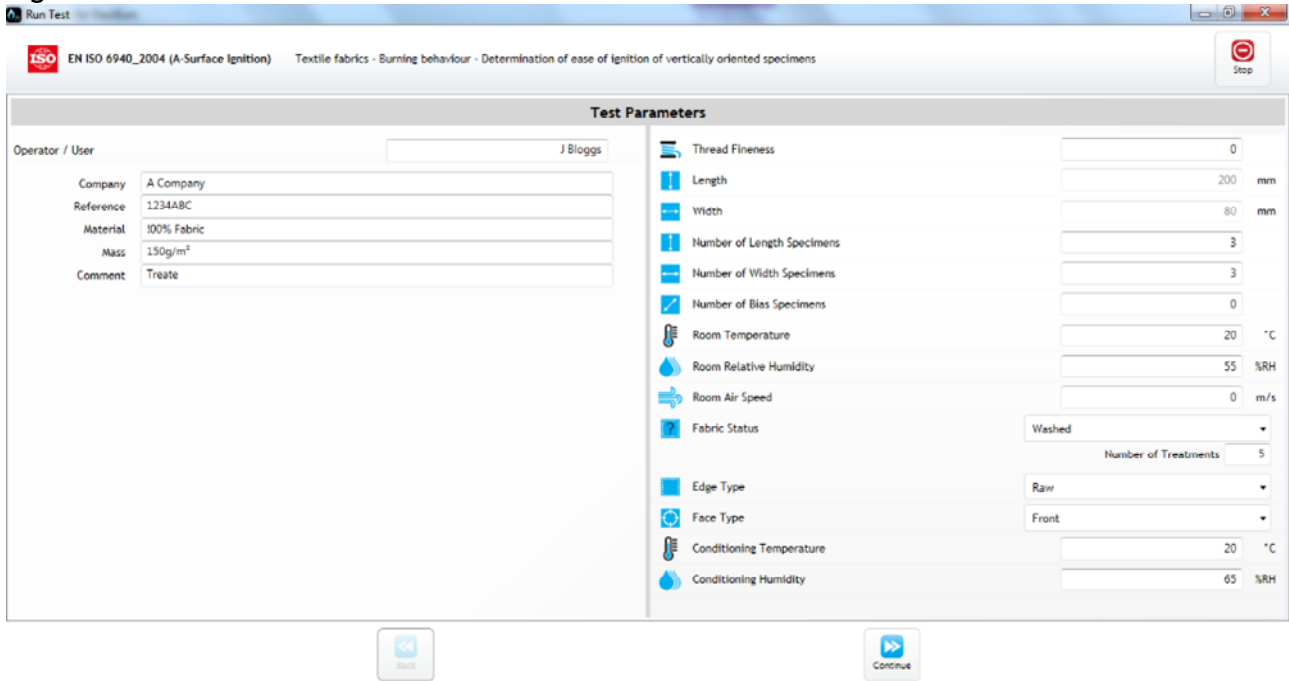 Run Test
ISO EN ISO 6940_2004 (A-Surface Ignition) Textile fabrics - Burning behaviour - Determination of ease of ignition of vertically oriented specimens
Stop
Test Parameters
Operator / User J Bloggs
Company A Company
Reference 1234ABC
Material 100% Fabric
Mass 150g/m²
Comment Treate
Thread Fineness 0
Length 200 mm
Width 80 mm
Number of Length Specimens 3
Number of Width Specimens 3
Number of Bias Specimens 0
Room Temperature 20 °C
Room Relative Humidity 55 %RH
Room Air Speed 0 m/s
? Fabric Status Washed
Number of Treatments 5
Edge Type Raw
Face Type Front
Conditioning Temperature 20 °C
Conditioning Humidity 65 %RH
Back
Continue